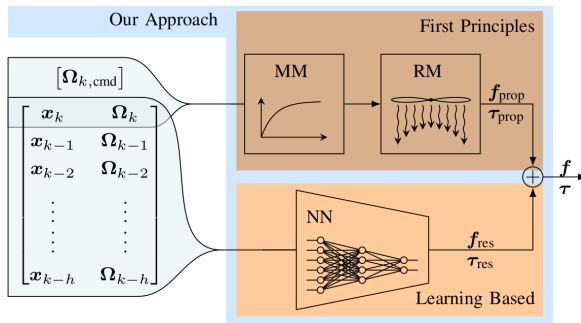 Our Approach
First Principles
[Ω_{k,cmd}]
MM
RM
f_prop
τ_prop
x_k Ω_k
x_{k−1} Ω_{k−1}
x_{k−2} Ω_{k−2}
⋮ ⋮
x_{k−h} Ω_{k−h}
+
f
τ
NN
f_res
τ_res
Learning Based